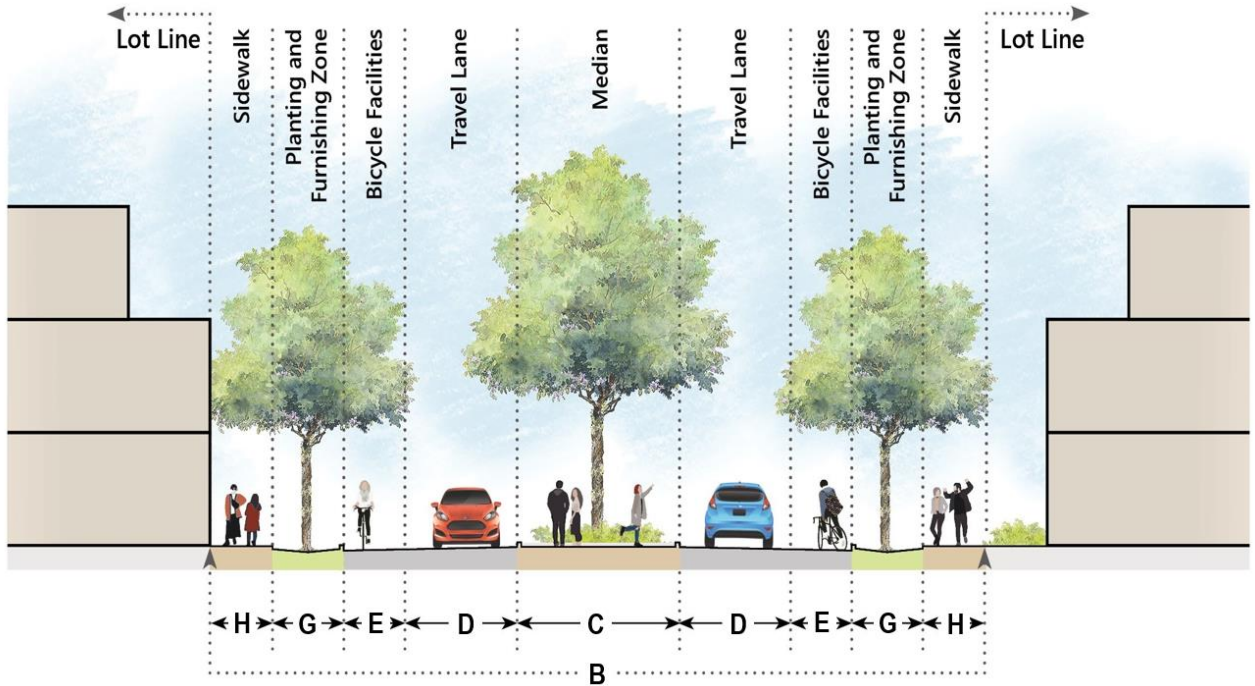 Lot Line
Sidewalk
Planting and
Furnishing Zone
Bicycle Facilities
Travel Lane
Median
Travel Lane
Bicycle Facilities
Planting and
Furnishing Zone
Sidewalk
Lot Line
H G E D C D E G H
B